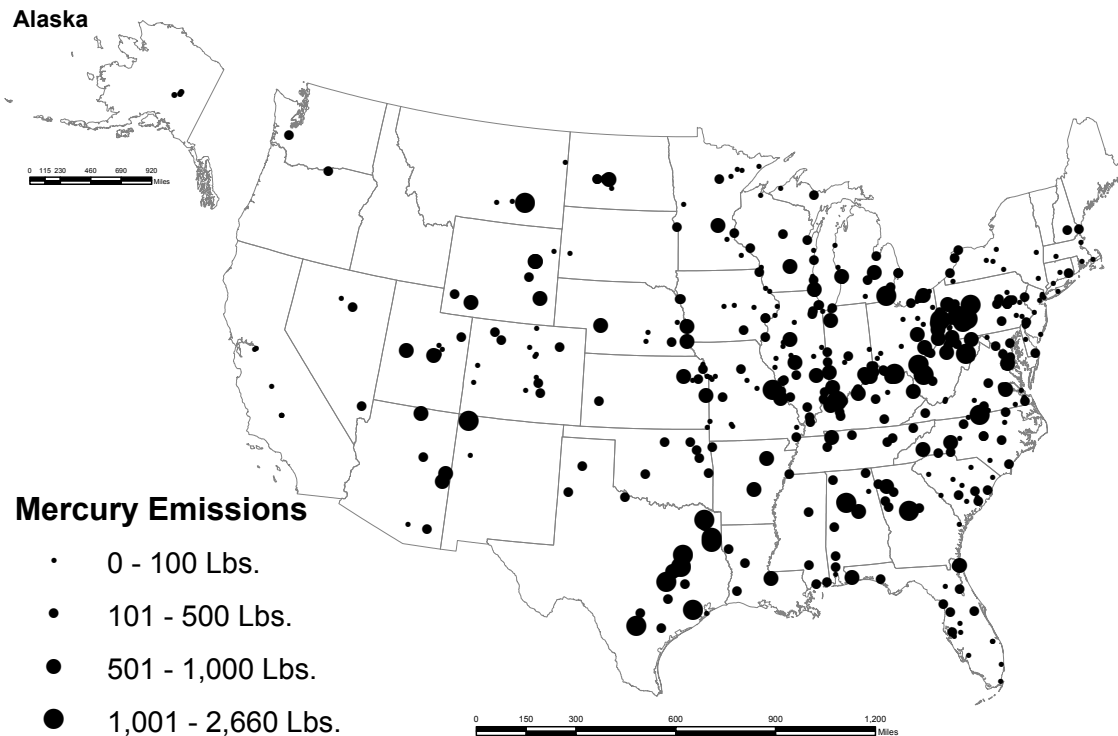 Alaska
0 115 230 460 690 920
Miles
Mercury Emissions
0 - 100 Lbs.
101 - 500 Lbs.
501 - 1,000 Lbs.
1,001 - 2,660 Lbs.
0 150 300 600 900 1,200
Miles